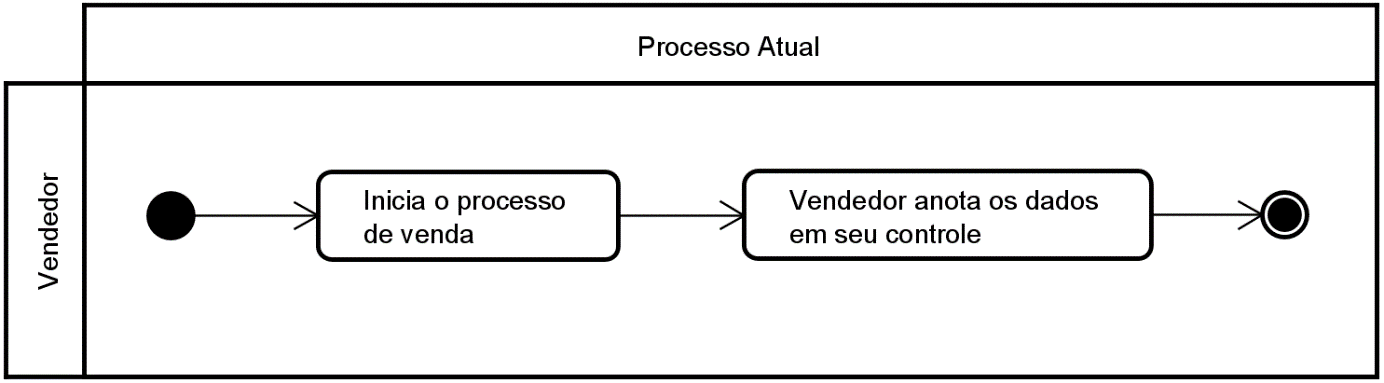 Processo Atual
Vendedor
Inicia o processo
de venda
Vendedor anota os dados
em seu controle